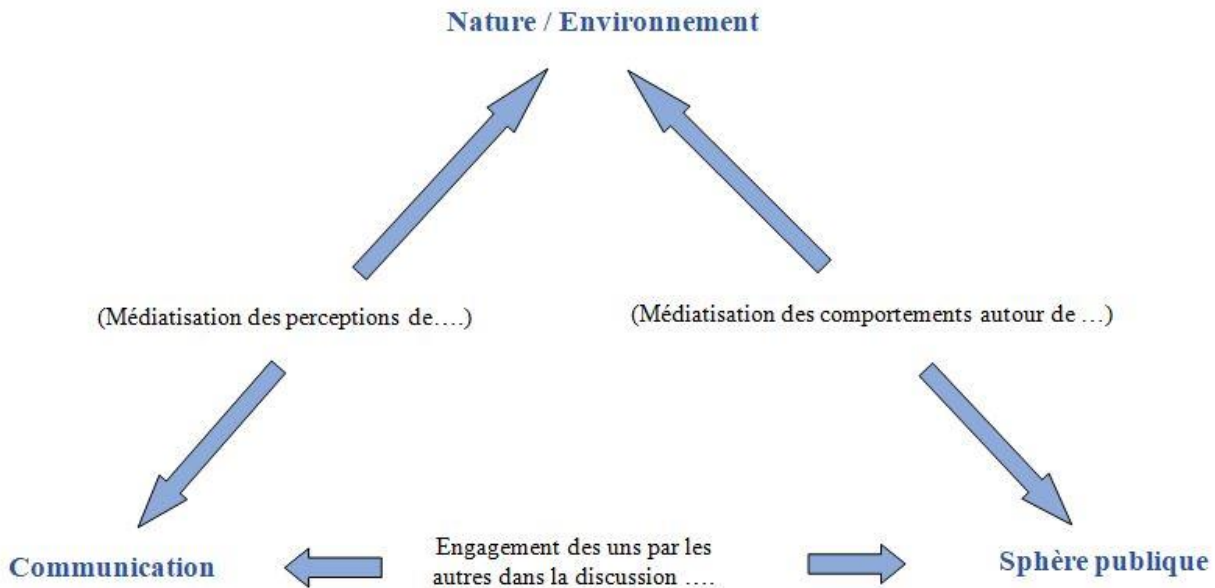 Nature / Environnement
(Médiatisation des perceptions de….)
(Médiatisation des comportements autour de …)
Engagement des uns par les
autres dans la discussion ….
Communication
Sphère publique